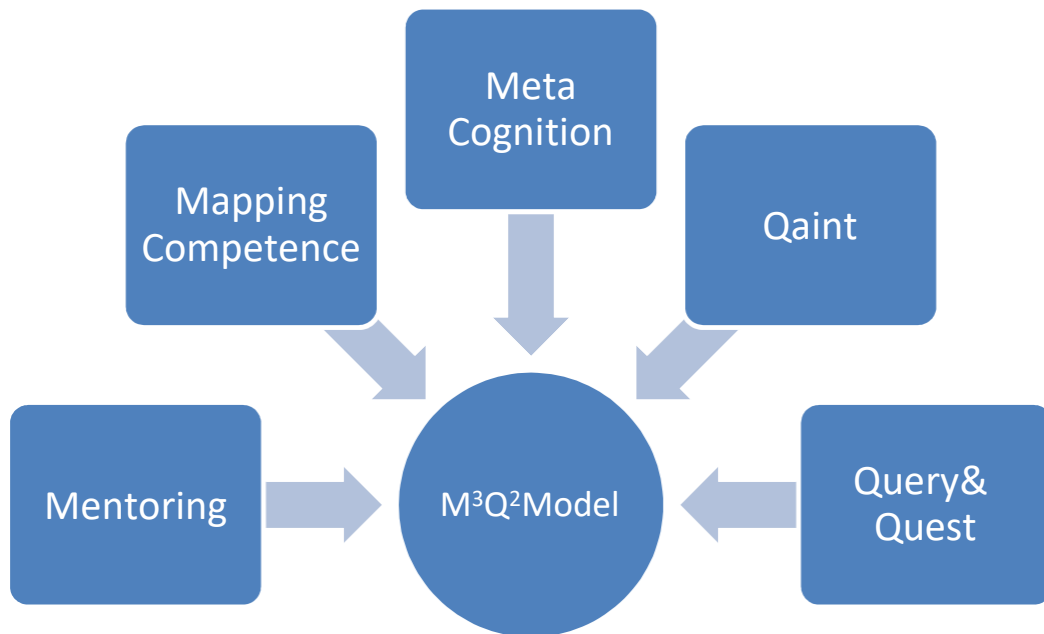 Meta
Cognition
Mapping
Competence
Qaint
Mentoring
M³Q²Model
Query&
Quest